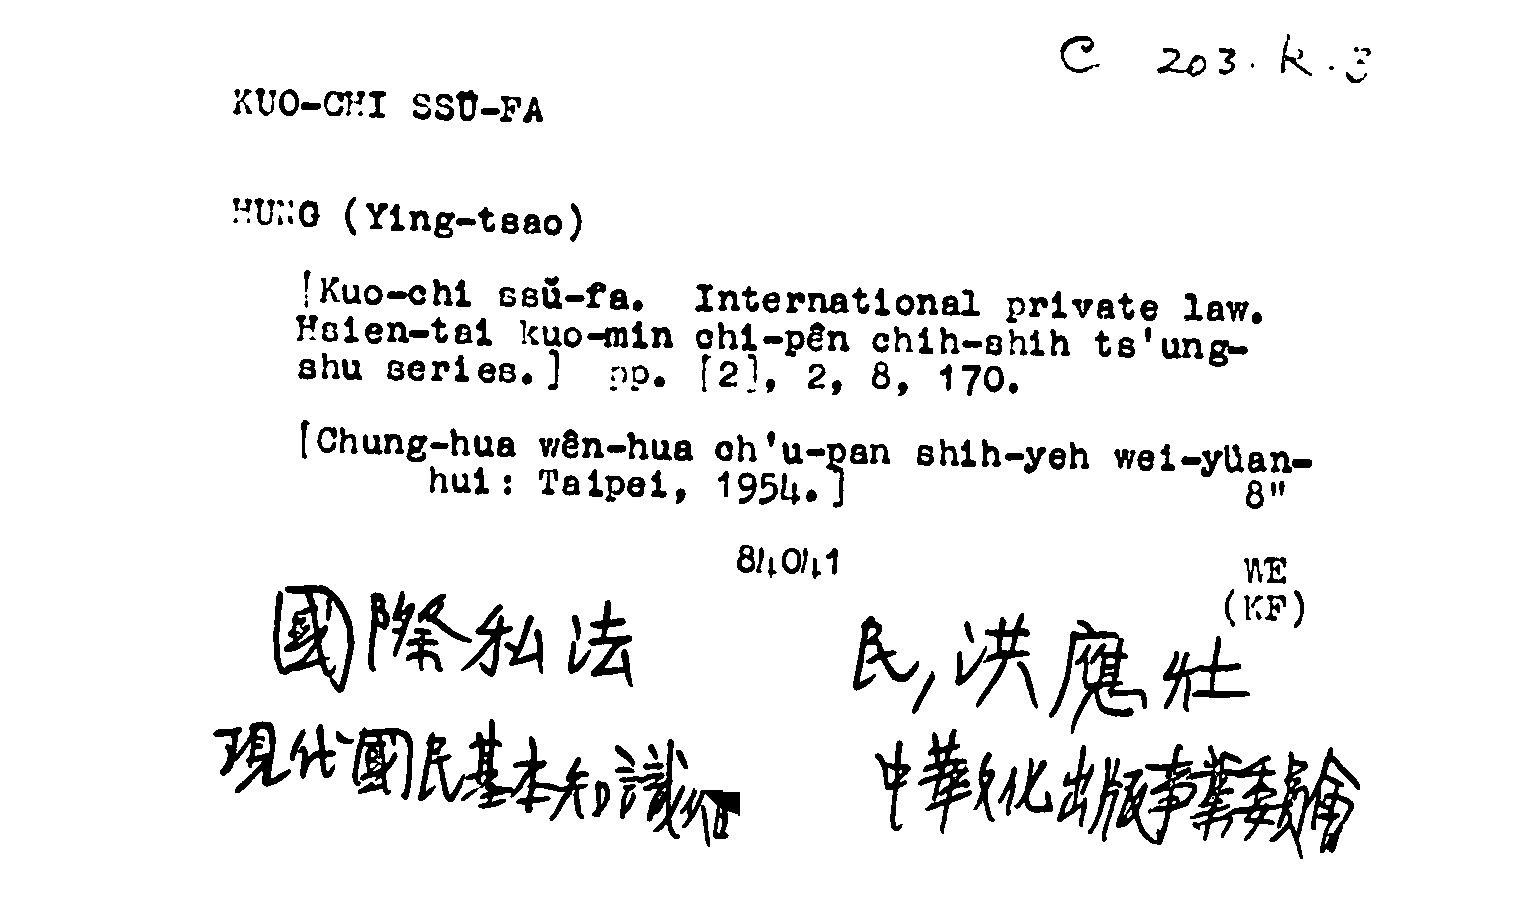 C 203. k. 3
KUO-CHI SSŬ-FA
HUNG (Ying-tsao)
[Kuo-chi ssŭ-fa. International private law.
Hsien-tai kuo-min chi-pên chih-shih ts'ung-
shu series.] pp. [2], 2, 8, 170.
[Chung-hua wên-hua ch'u-pan shih-yeh wei-yüan-
hui: Taipei, 1954.] 8"
84041 WE
(KF)
國際私法 民, 洪應壯
現代國民基本知識
中華文化出版事業委員會